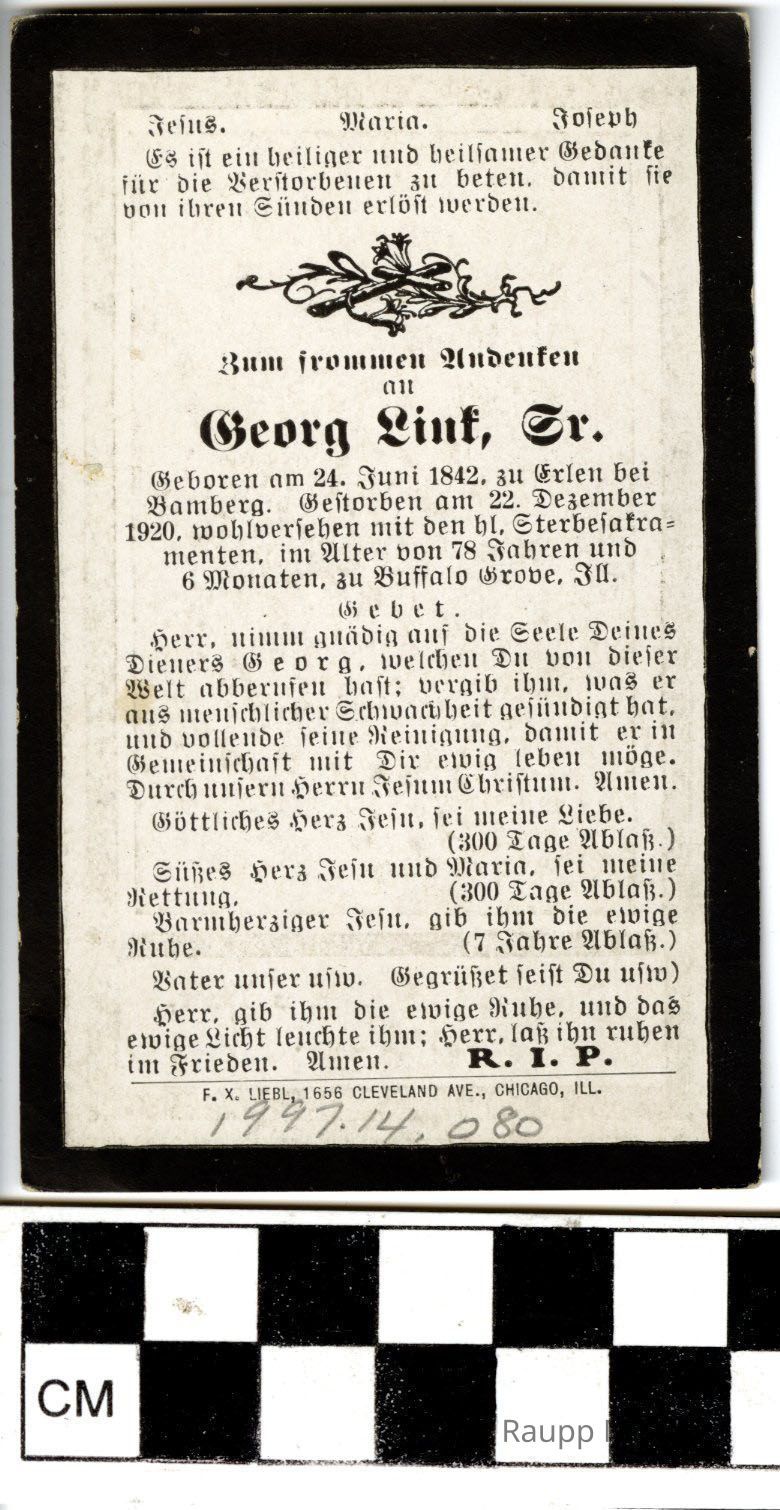 Jesus. Maria. Joseph
Es ist ein heiliger und heilsamer Gedanke
für die Verstorbenen zu beten, damit sie
von ihren Sünden erlöst werden.
Zum frommen Andenken
an
Georg Link, Sr.
Geboren am 24. Juni 1842, zu Erlen bei
Bamberg. Gestorben am 22. Dezember
1920, wohlversehen mit den hl. Sterbesakra=
menten, im Alter von 78 Jahren und
6 Monaten, zu Buffalo Grove, Ill.
Gebet.
Herr, nimm gnädig auf die Seele Deines
Dieners Georg, welchen Du von dieser
Welt abberufen hast; vergib ihm, was er
aus menschlicher Schwachheit gesündigt hat,
und vollende seine Reinigung, damit er in
Gemeinschaft mit Dir ewig leben möge.
Durch unsern Herrn Jesum Christum. Amen.
Göttliches Herz Jesu, sei meine Liebe.
(300 Tage Ablaß.)
Süßes Herz Jesu und Maria, sei meine
Rettung. (300 Tage Ablaß.)
Barmherziger Jesu, gib ihm die ewige
Ruhe. (7 Jahre Ablaß.)
Vater unser usw. Gegrüßet seist Du usw)
Herr, gib ihm die ewige Ruhe, und das
ewige Licht leuchte ihm; Herr, laß ihn ruhen
im Frieden. Amen. R. I. P.
F. X. LIEBL, 1656 CLEVELAND AVE., CHICAGO, ILL.
1997.14.080
CM
Raupp